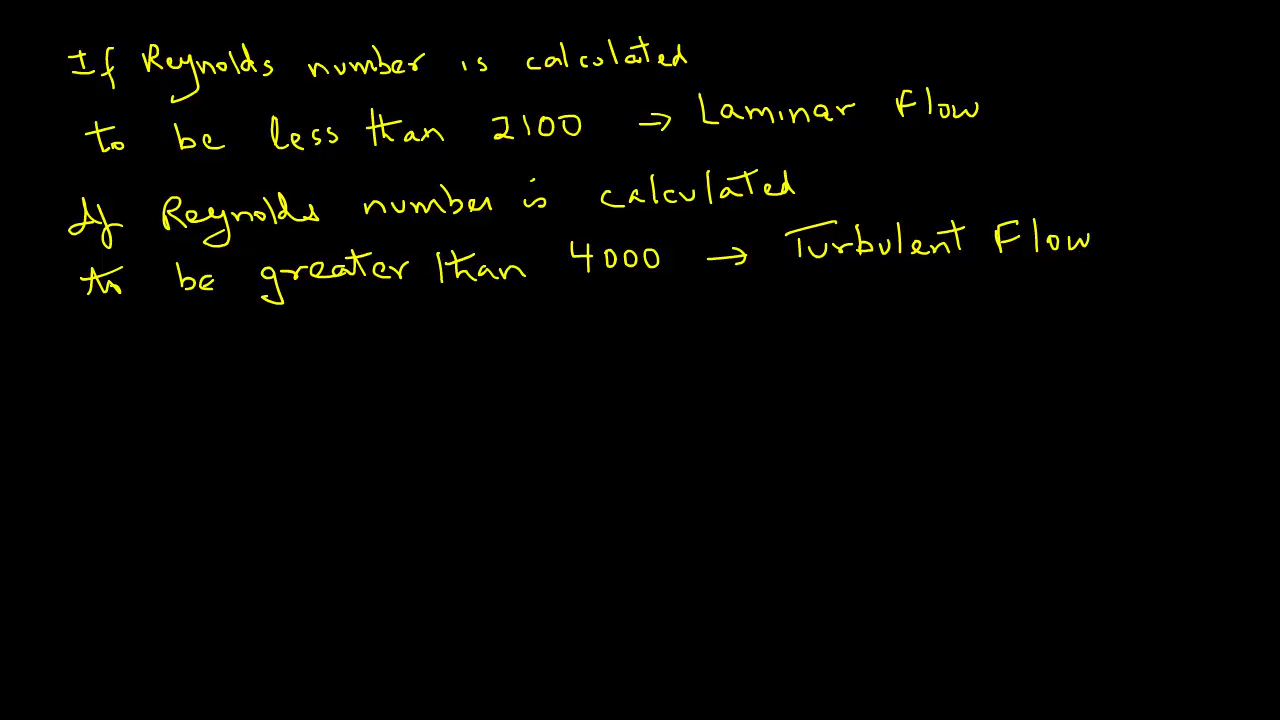 If Reynolds number is calculated
to be less than 2100 → Laminar Flow
If Reynolds number is calculated
to be greater than 4000 → Turbulent Flow